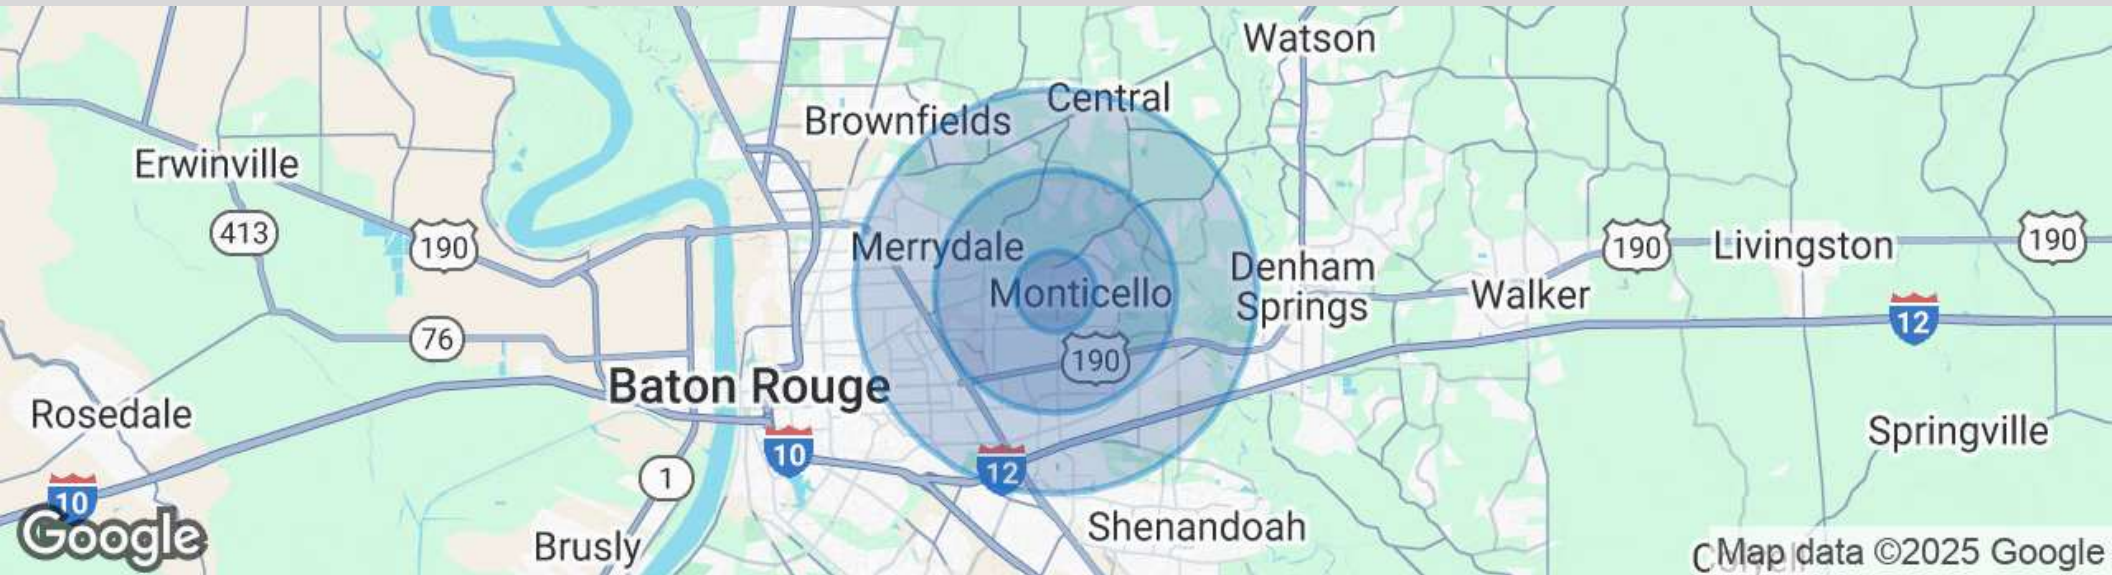 Watson
Central
Brownfields
Erwinville
413
190
Merrydale
190
Livingston
190
Denham
Springs
Monticello
Walker
12
76
190
Baton Rouge
Rosedale
Springville
10
12
1
10
Shenandoah
Google
Brusly
Map data ©2025 Google